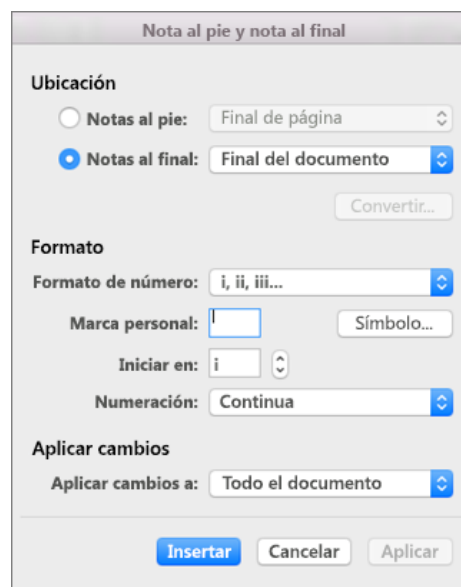 Nota al pie y nota al final
Ubicación
Notas al pie: Final de página
Notas al final: Final del documento
Convertir...
Formato
Formato de número: i, ii, iii...
Marca personal: Símbolo...
Iniciar en: i
Numeración: Continua
Aplicar cambios
Aplicar cambios a: Todo el documento
Insertar Cancelar Aplicar